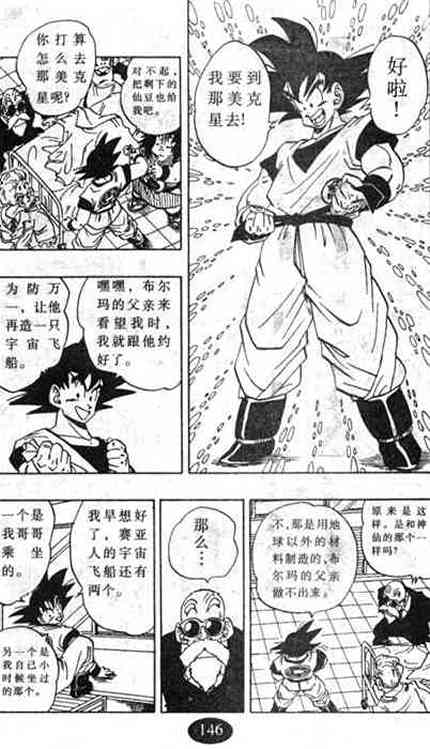 好
啦
！
我要到
那美克
星去！
对不起，
把剩下的
仙豆也给
我吧。
你打算
怎么去
那美克
星呢？
嘿嘿，布尔
玛的父亲来
看望我时，
我就跟他约
好了。
为防万
一，让他
再造一只
宇宙飞
船。
原来是这
样。是和神
仙的那个一
样吗？
不，那是用地
球以外的材
料制造的，布
尔玛的父亲
做不出来。
那
么
…
我早想好
了，赛亚
人的宇宙
飞船还有
两个。
一个是
我哥哥
乘坐
的。
另一个是
我自己小
时候坐过
的那个。
146